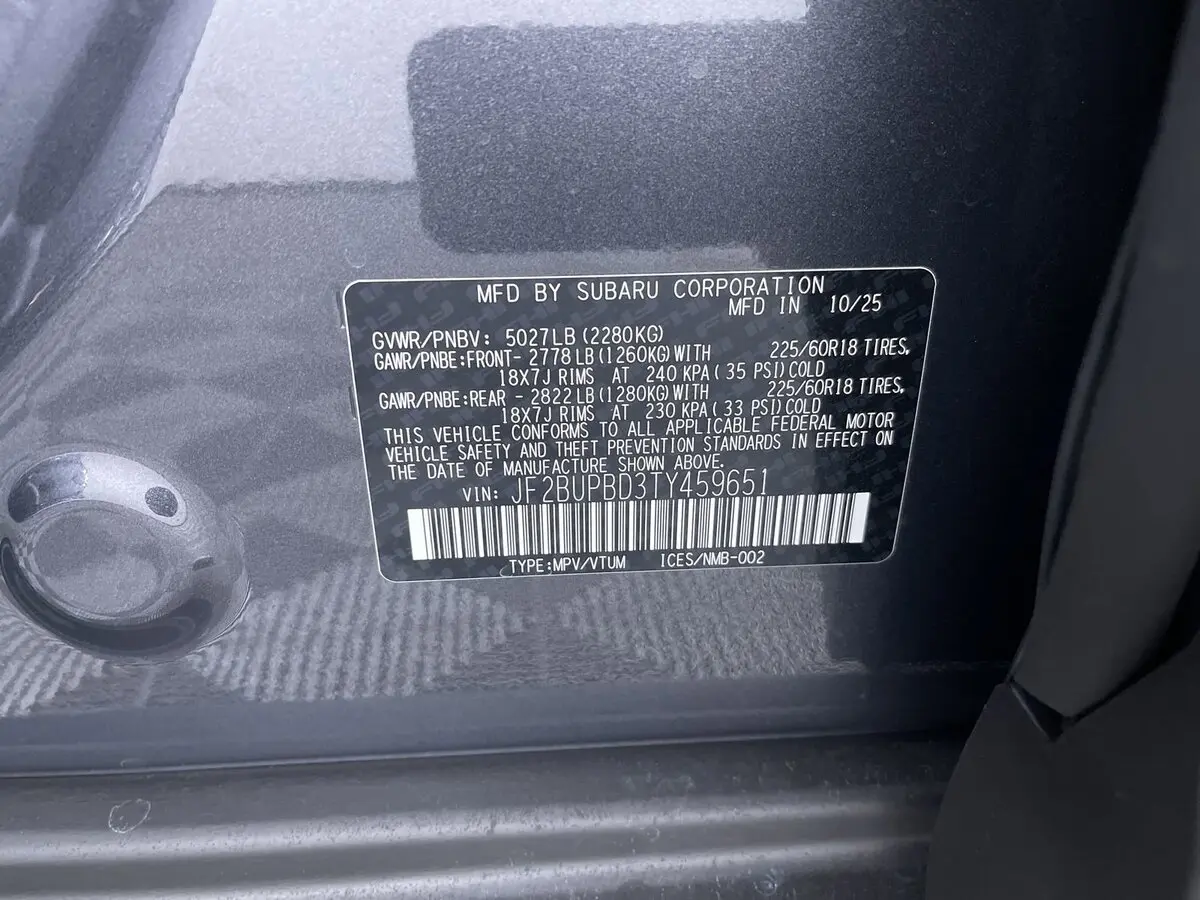 MFD BY SUBARU CORPORATION
MFD IN 10/25
GVWR/PNBV: 5027LB (2280KG)
GAWR/PNBE:FRONT- 2778 LB (1260KG) WITH 225/60R18 TIRES,
18X7J RIMS AT 240 KPA ( 35 PSI) COLD
GAWR/PNBE:REAR - 2822 LB (1280KG) WITH 225/60R18 TIRES,
18X7J RIMS AT 230 KPA ( 33 PSI) COLD
THIS VEHICLE CONFORMS TO ALL APPLICABLE FEDERAL MOTOR
VEHICLE SAFETY AND THEFT PREVENTION STANDARDS IN EFFECT ON
THE DATE OF MANUFACTURE SHOWN ABOVE.
VIN: JF2BUPBD3TY459651
TYPE:MPV/VTUM ICES/NMB-002